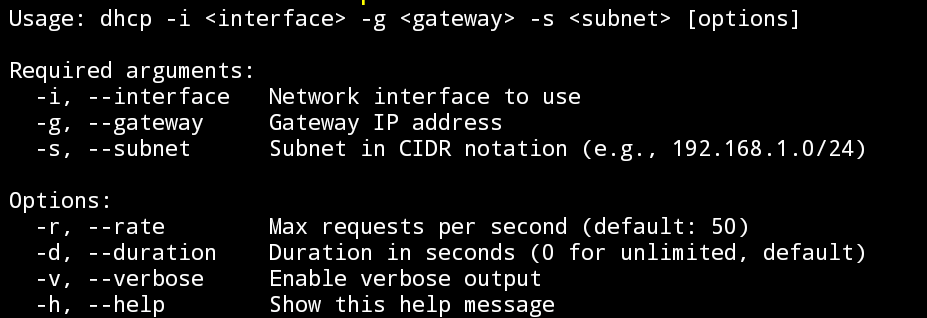 Usage: dhcp -i <interface> -g <gateway> -s <subnet> [options]
Required arguments:
-i, --interface Network interface to use
-g, --gateway Gateway IP address
-s, --subnet Subnet in CIDR notation (e.g., 192.168.1.0/24)
Options:
-r, --rate Max requests per second (default: 50)
-d, --duration Duration in seconds (0 for unlimited, default)
-v, --verbose Enable verbose output
-h, --help Show this help message